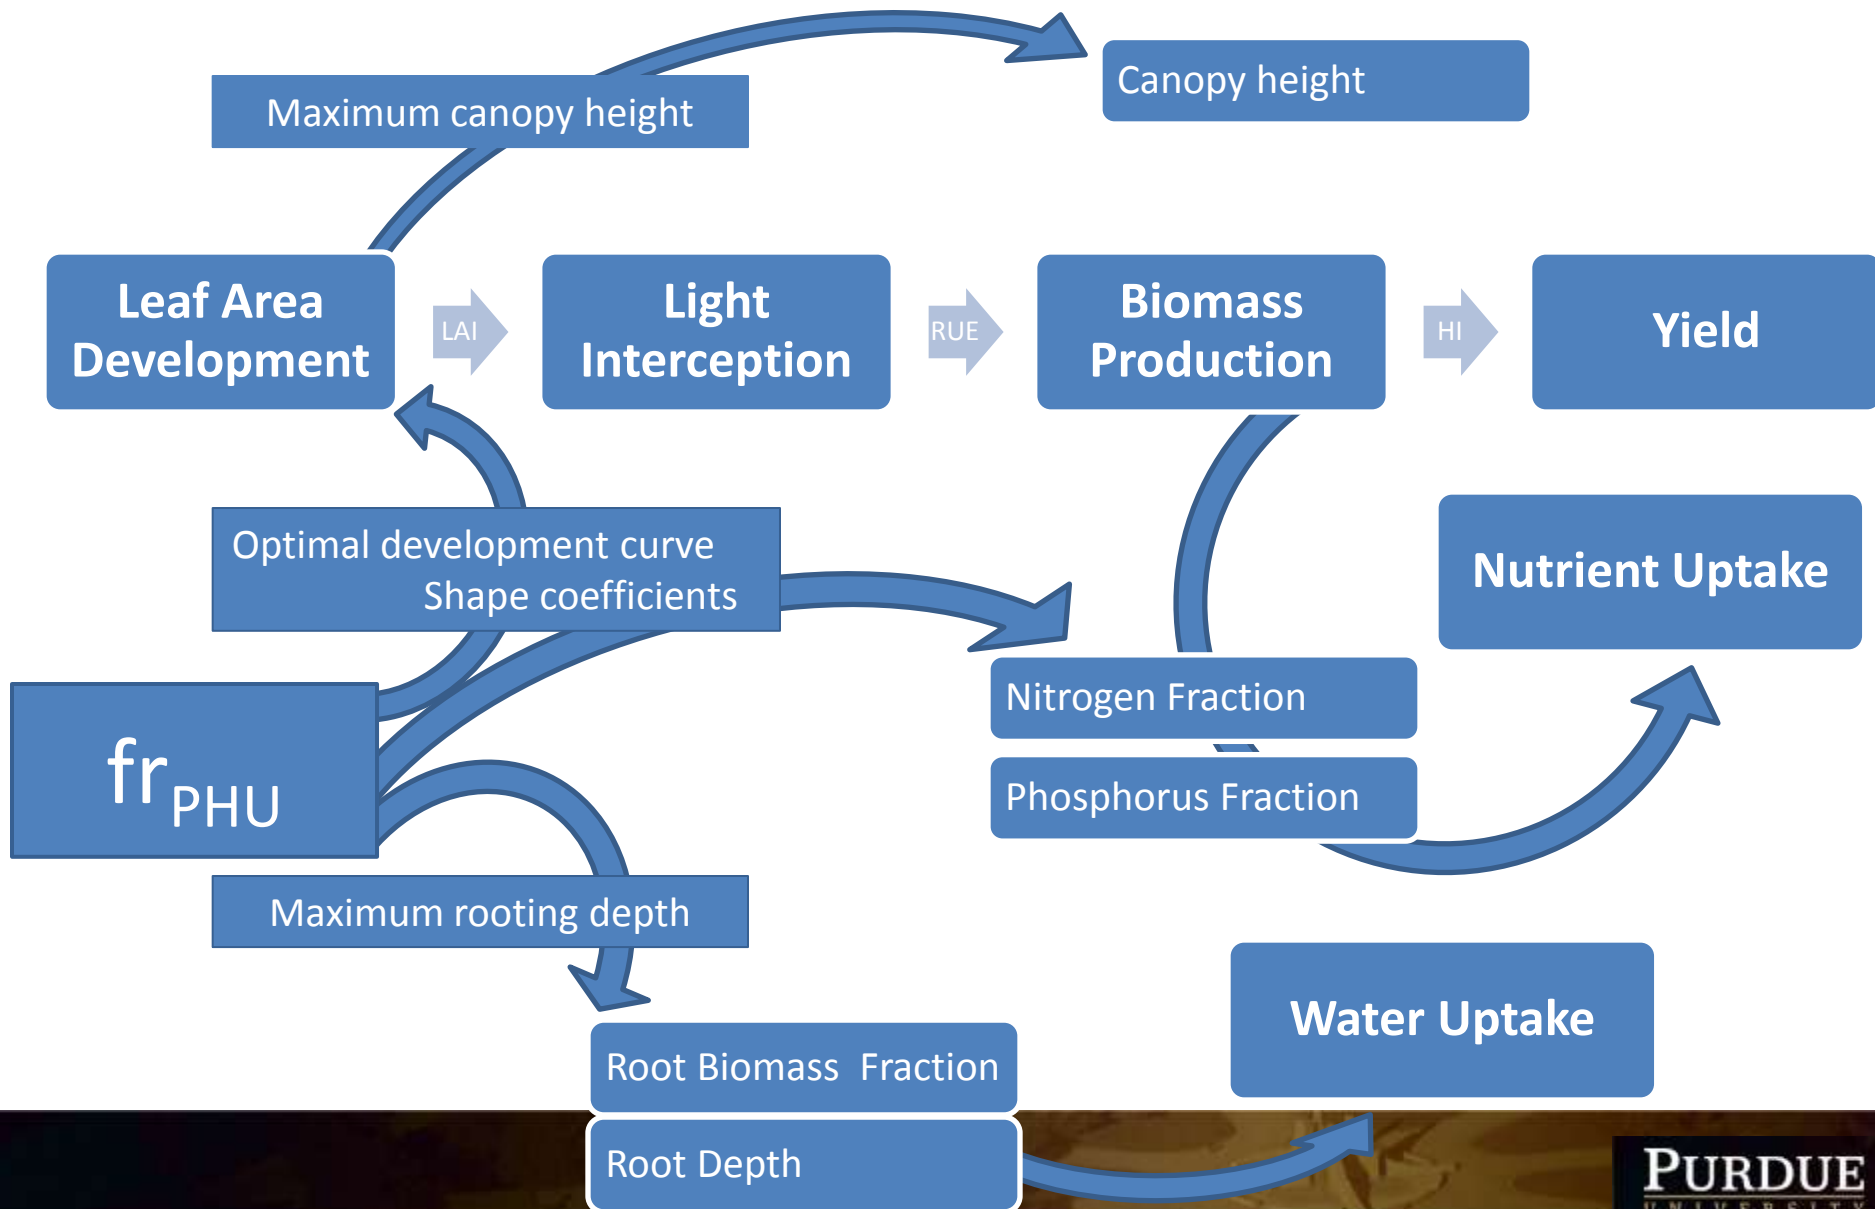 Maximum canopy height
Canopy height
Leaf Area
Development
LAI
Light
Interception
RUE
Biomass
Production
HI
Yield
Optimal development curve
Shape coefficients
Nutrient Uptake
Nitrogen Fraction
Phosphorus Fraction
frPHU
Maximum rooting depth
Water Uptake
Root Biomass  Fraction
Root Depth
PURDUE
UNIVERSITY